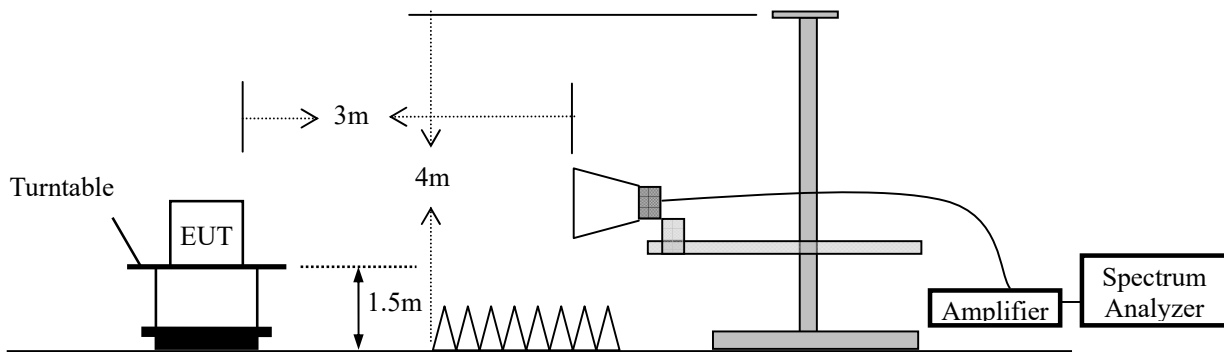 3m
4m
Turntable
EUT
1.5m
Amplifier
Spectrum
Analyzer